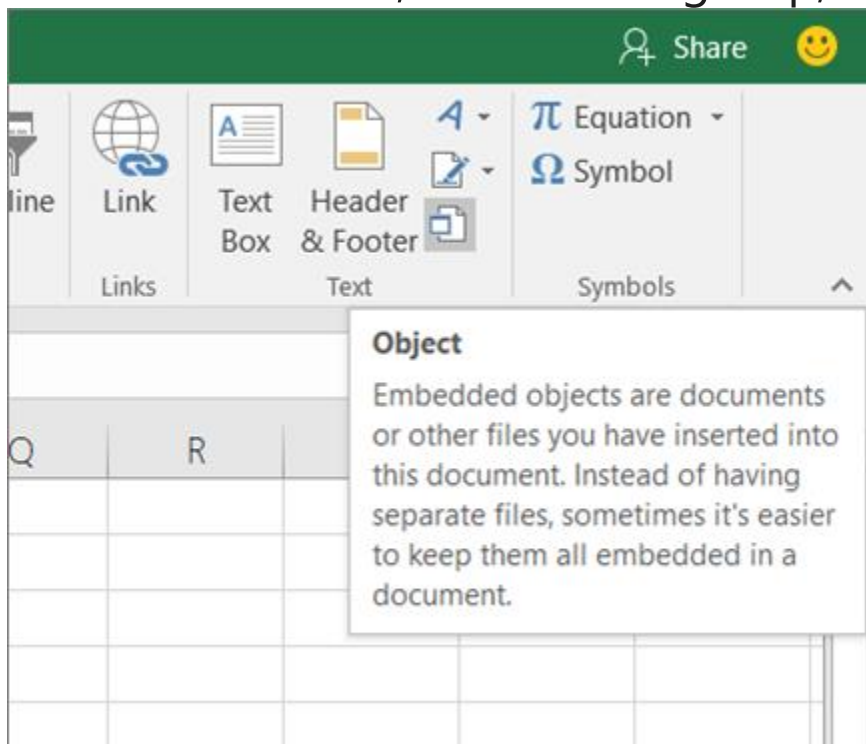 Share
line
Link
Text
Box
Header
& Footer
A
A
π Equation
Ω Symbol
Links
Text
Symbols
Object
Embedded objects are documents
or other files you have inserted into
this document. Instead of having
separate files, sometimes it's easier
to keep them all embedded in a
document.
Q
R